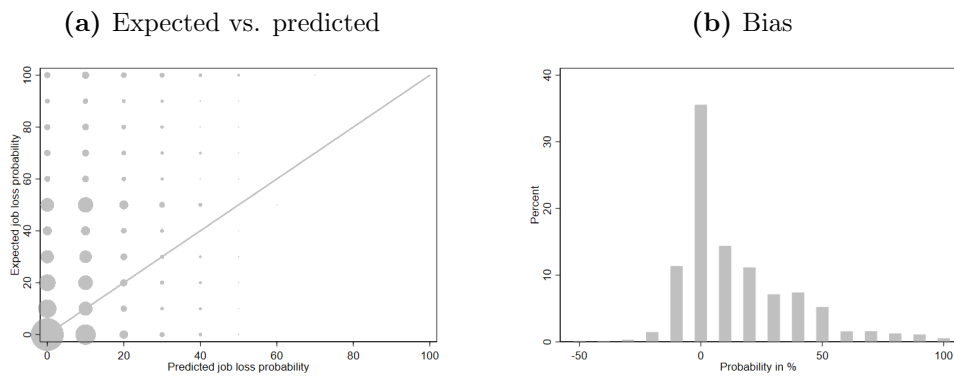 (a) Expected vs. predicted
100
80
60
40
20
0
Expected job loss probability
0 20 40 60 80 100
Predicted job loss probability
(b) Bias
40
30
20
10
0
Percent
-50 0 50 100
Probability in %